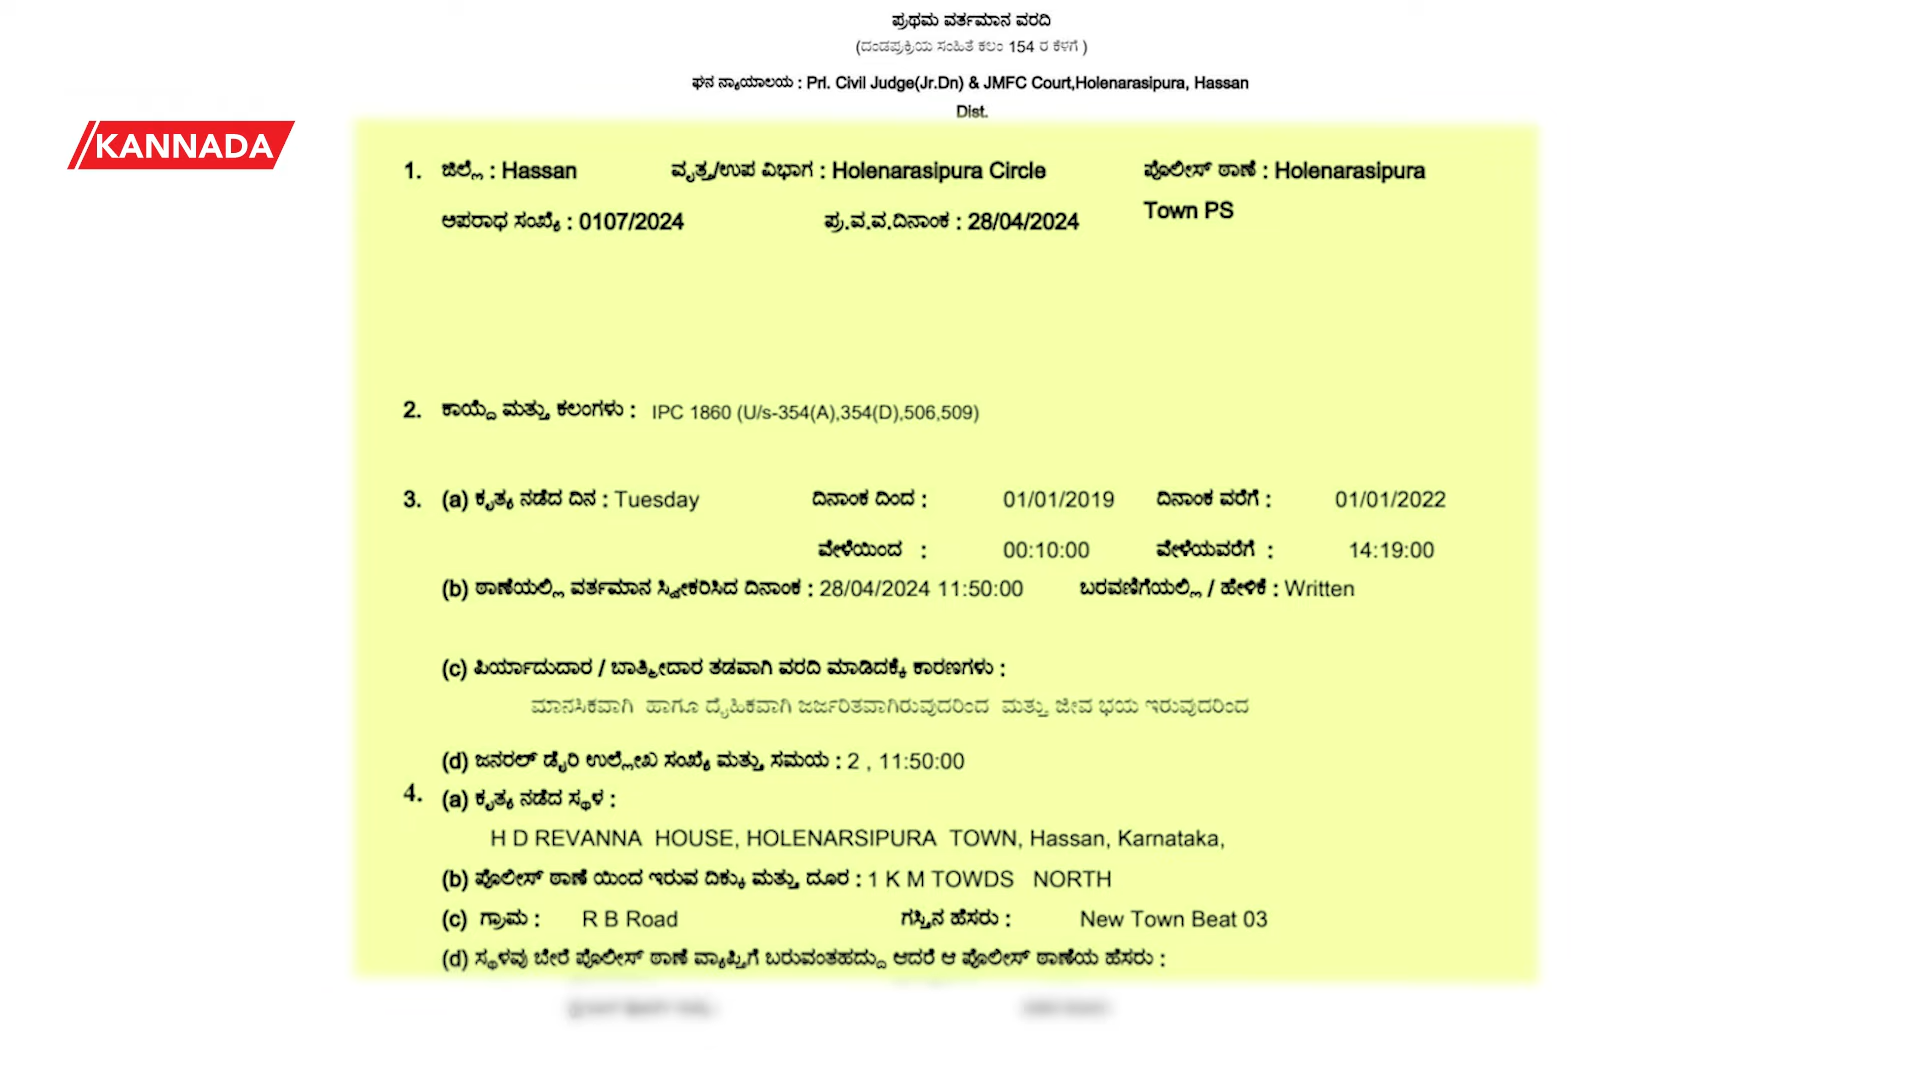 ಪ್ರಥಮ ವರ್ತಮಾನ ವರದಿ
(ದಂಡಪ್ರಕ್ರಿಯ ಸಂಹಿತೆ ಕಲಂ 154 ರ ಕೆಳಗೆ )
ಘನ ನ್ಯಾಯಾಲಯ : Prl. Civil Judge(Jr.Dn) & JMFC Court,Holenarasipura, Hassan
Dist.
KANNADA
1. ಜಿಲ್ಲೆ : Hassan ವೃತ್ತ/ಉಪ ವಿಭಾಗ : Holenarasipura Circle ಪೊಲೀಸ್ ಠಾಣೆ : Holenarasipura
Town PS
ಅಪರಾಧ ಸಂಖ್ಯೆ : 0107/2024 ಪ್ರ.ವ.ವ.ದಿನಾಂಕ : 28/04/2024
2. ಕಾಯ್ದೆ ಮತ್ತು ಕಲಂಗಳು : IPC 1860 (U/s-354(A),354(D),506,509)
3. (a) ಕೃತ್ಯ ನಡೆದ ದಿನ : Tuesday ದಿನಾಂಕ ದಿಂದ : 01/01/2019 ದಿನಾಂಕ ವರೆಗೆ : 01/01/2022
ವೇಳೆಯಿಂದ : 00:10:00 ವೇಳೆಯವರೆಗೆ : 14:19:00
(b) ಠಾಣೆಯಲ್ಲಿ ವರ್ತಮಾನ ಸ್ವೀಕರಿಸಿದ ದಿನಾಂಕ : 28/04/2024 11:50:00 ಬರವಣಿಗೆಯಲ್ಲಿ / ಹೇಳಿಕೆ : Written
(c) ಪಿರ್ಯಾದುದಾರ / ಬಾತ್ಮೀದಾರ ತಡವಾಗಿ ವರದಿ ಮಾಡಿದಕ್ಕೆ ಕಾರಣಗಳು :
ಮಾನಸಿಕವಾಗಿ ಹಾಗೂ ದೈಹಿಕವಾಗಿ ಜರ್ಜರಿತವಾಗಿರುವುದರಿಂದ ಮತ್ತು ಜೀವ ಭಯ ಇರುವುದರಿಂದ
(d) ಜನರಲ್ ಡೈರಿ ಉಲ್ಲೇಖ ಸಂಖ್ಯೆ ಮತ್ತು ಸಮಯ : 2 , 11:50:00
4. (a) ಕೃತ್ಯ ನಡೆದ ಸ್ಥಳ :
H D REVANNA HOUSE, HOLENARSIPURA TOWN, Hassan, Karnataka,
(b) ಪೊಲೀಸ್ ಠಾಣೆ ಯಿಂದ ಇರುವ ದಿಕ್ಕು ಮತ್ತು ದೂರ : 1 K M TOWDS NORTH
(c) ಗ್ರಾಮ : R B Road ಗಸ್ತಿನ ಹೆಸರು : New Town Beat 03
(d) ಸ್ಥಳವು ಬೇರೆ ಪೊಲೀಸ್ ಠಾಣೆ ವ್ಯಾಪ್ತಿಗೆ ಬರುವಂತಹದ್ದು ಆದರೆ ಆ ಪೊಲೀಸ್ ಠಾಣೆಯ ಹೆಸರು :